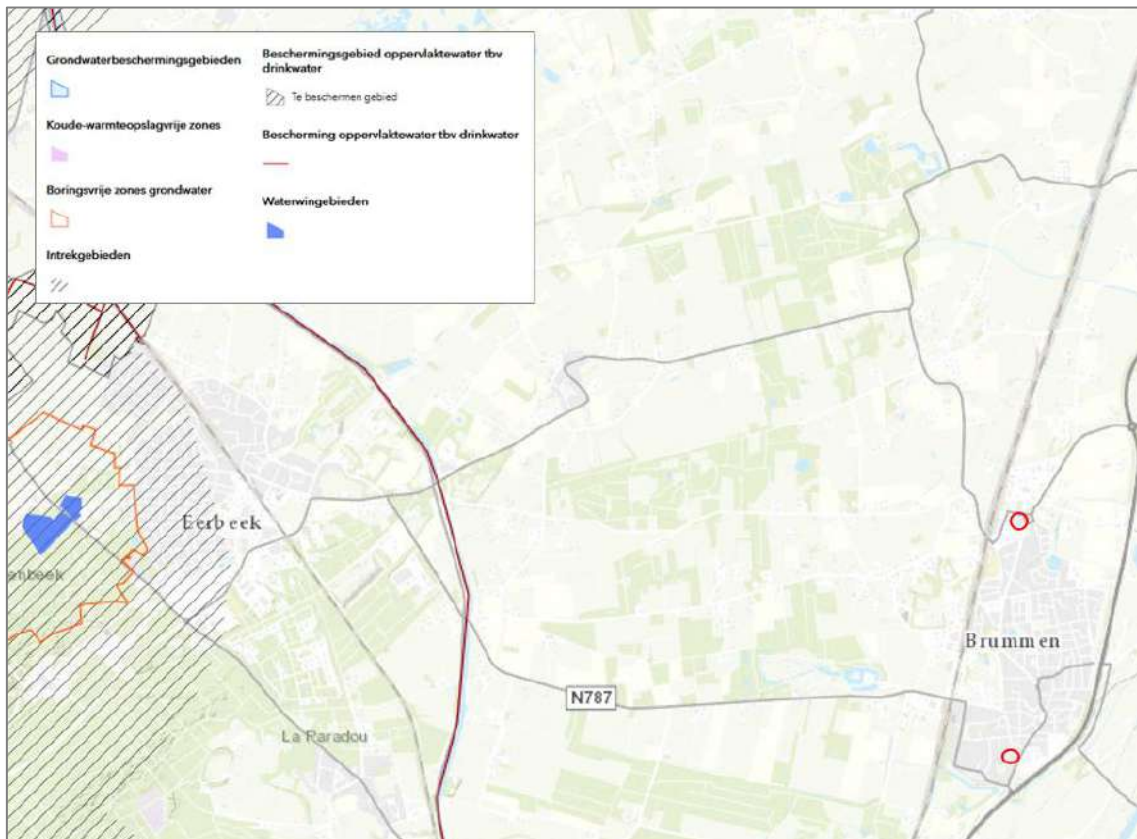 Grondwaterbeschermingsgebieden
Koude-warmteopslagvrije zones
Boringsvrije zones grondwater
Intrekgebieden
Beschermingsgebied oppervlaktewater tbv
drinkwater
Te beschermen gebied
Bescherming oppervlaktewater tbv drinkwater
Waterwingebieden
Eerbeek
enbeek
Brummen
N787
La Paradou